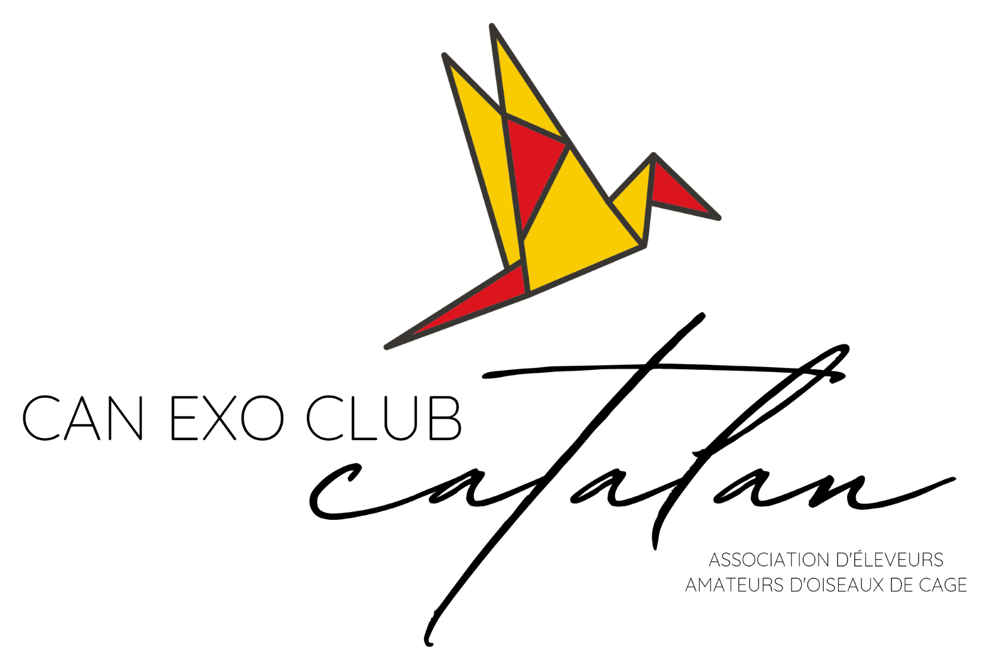 CAN EXO CLUB
catalan
ASSOCIATION D'ÉLEVEURS
AMATEURS D'OISEAUX DE CAGE